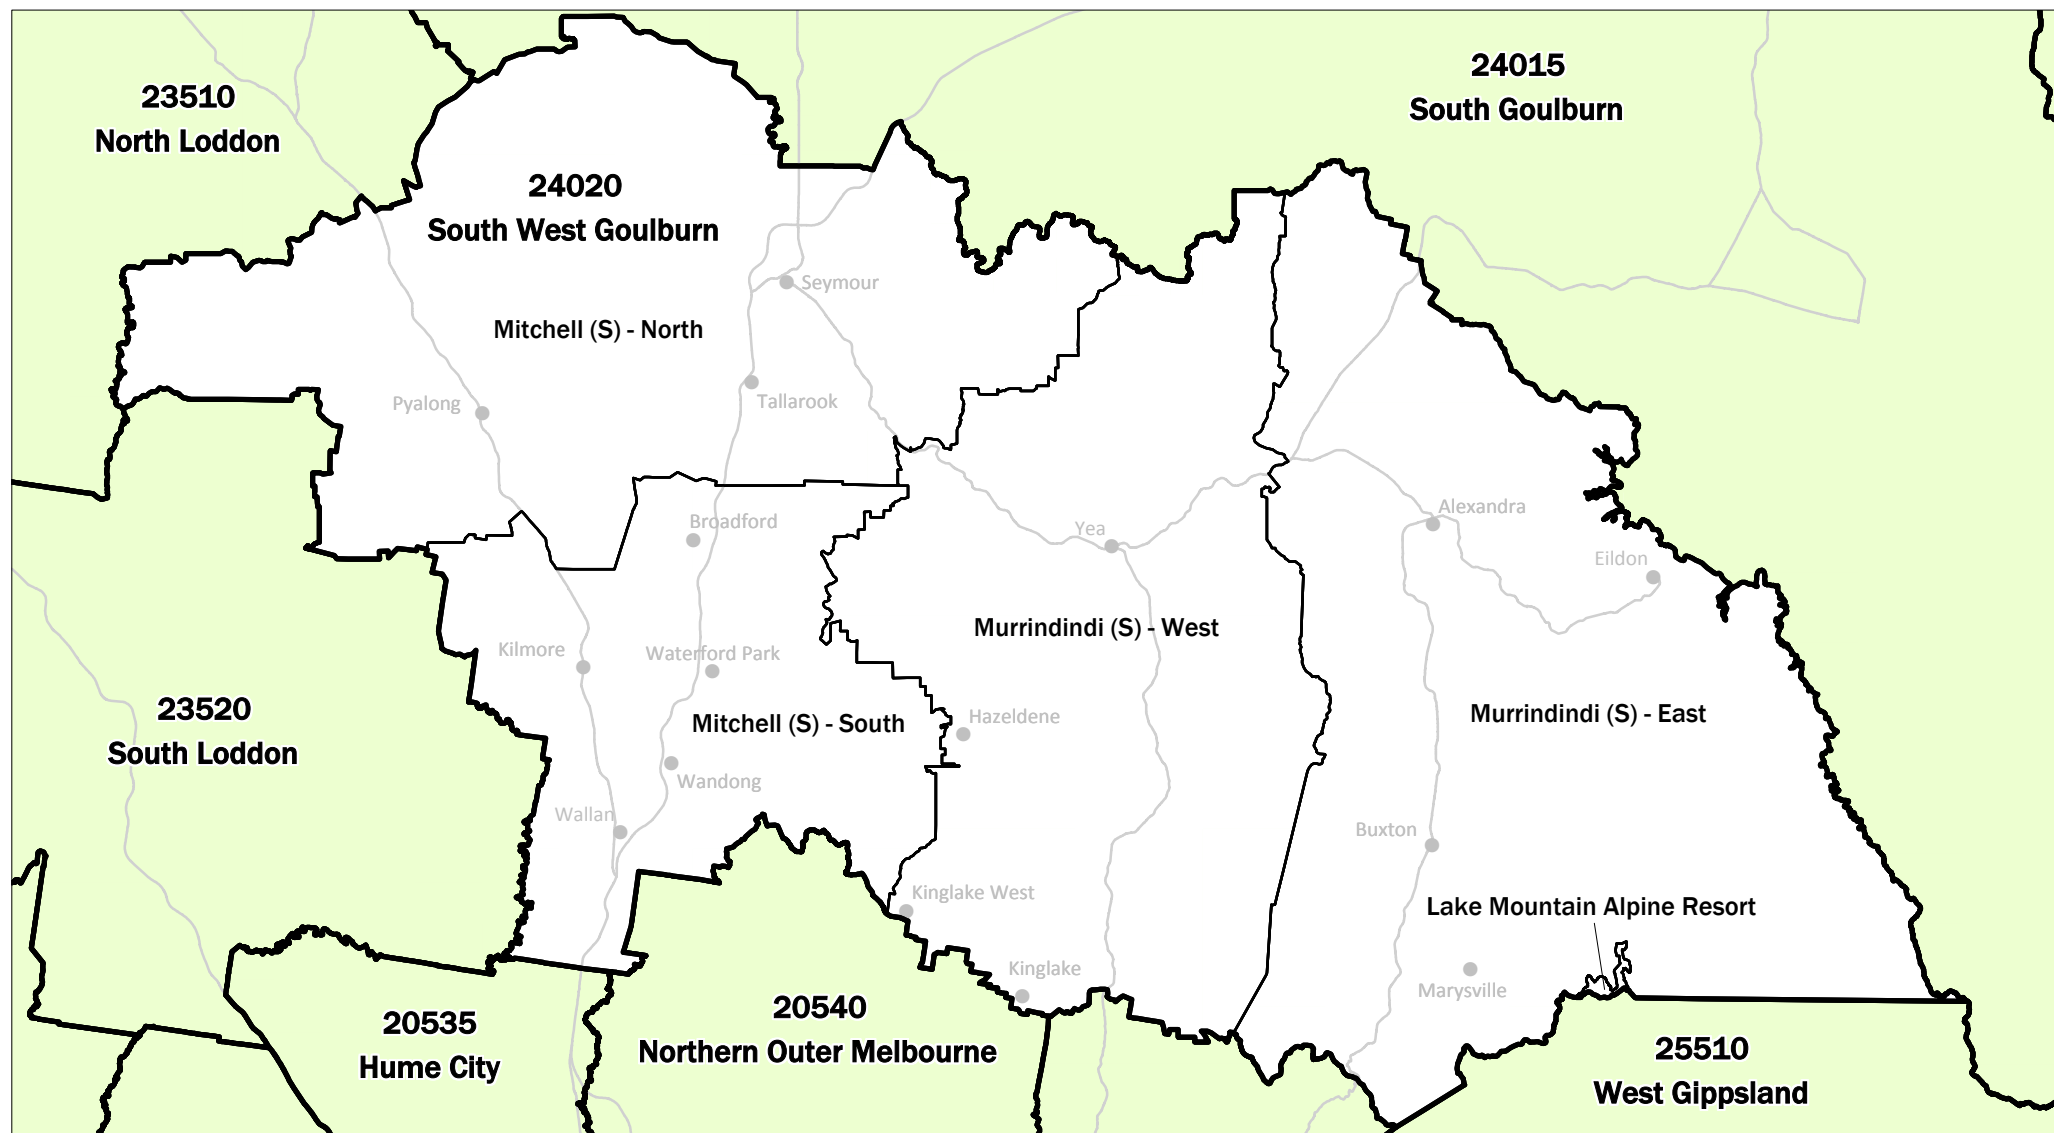 24015
South Goulburn
23510
North Loddon
24020
South West Goulburn
Seymour
Mitchell (S) - North
Tallarook
Pyalong
Broadford
Alexandra
Yea
Eildon
Murrindindi (S) - West
Kilmore
Waterford Park
23520
South Loddon
Mitchell (S) - South
Hazeldene
Murrindindi (S) - East
Wandong
Wallan
Buxton
Kinglake West
Lake Mountain Alpine Resort
Kinglake
Marysville
20535
Hume City
20540
Northern Outer Melbourne
25510
West Gippsland